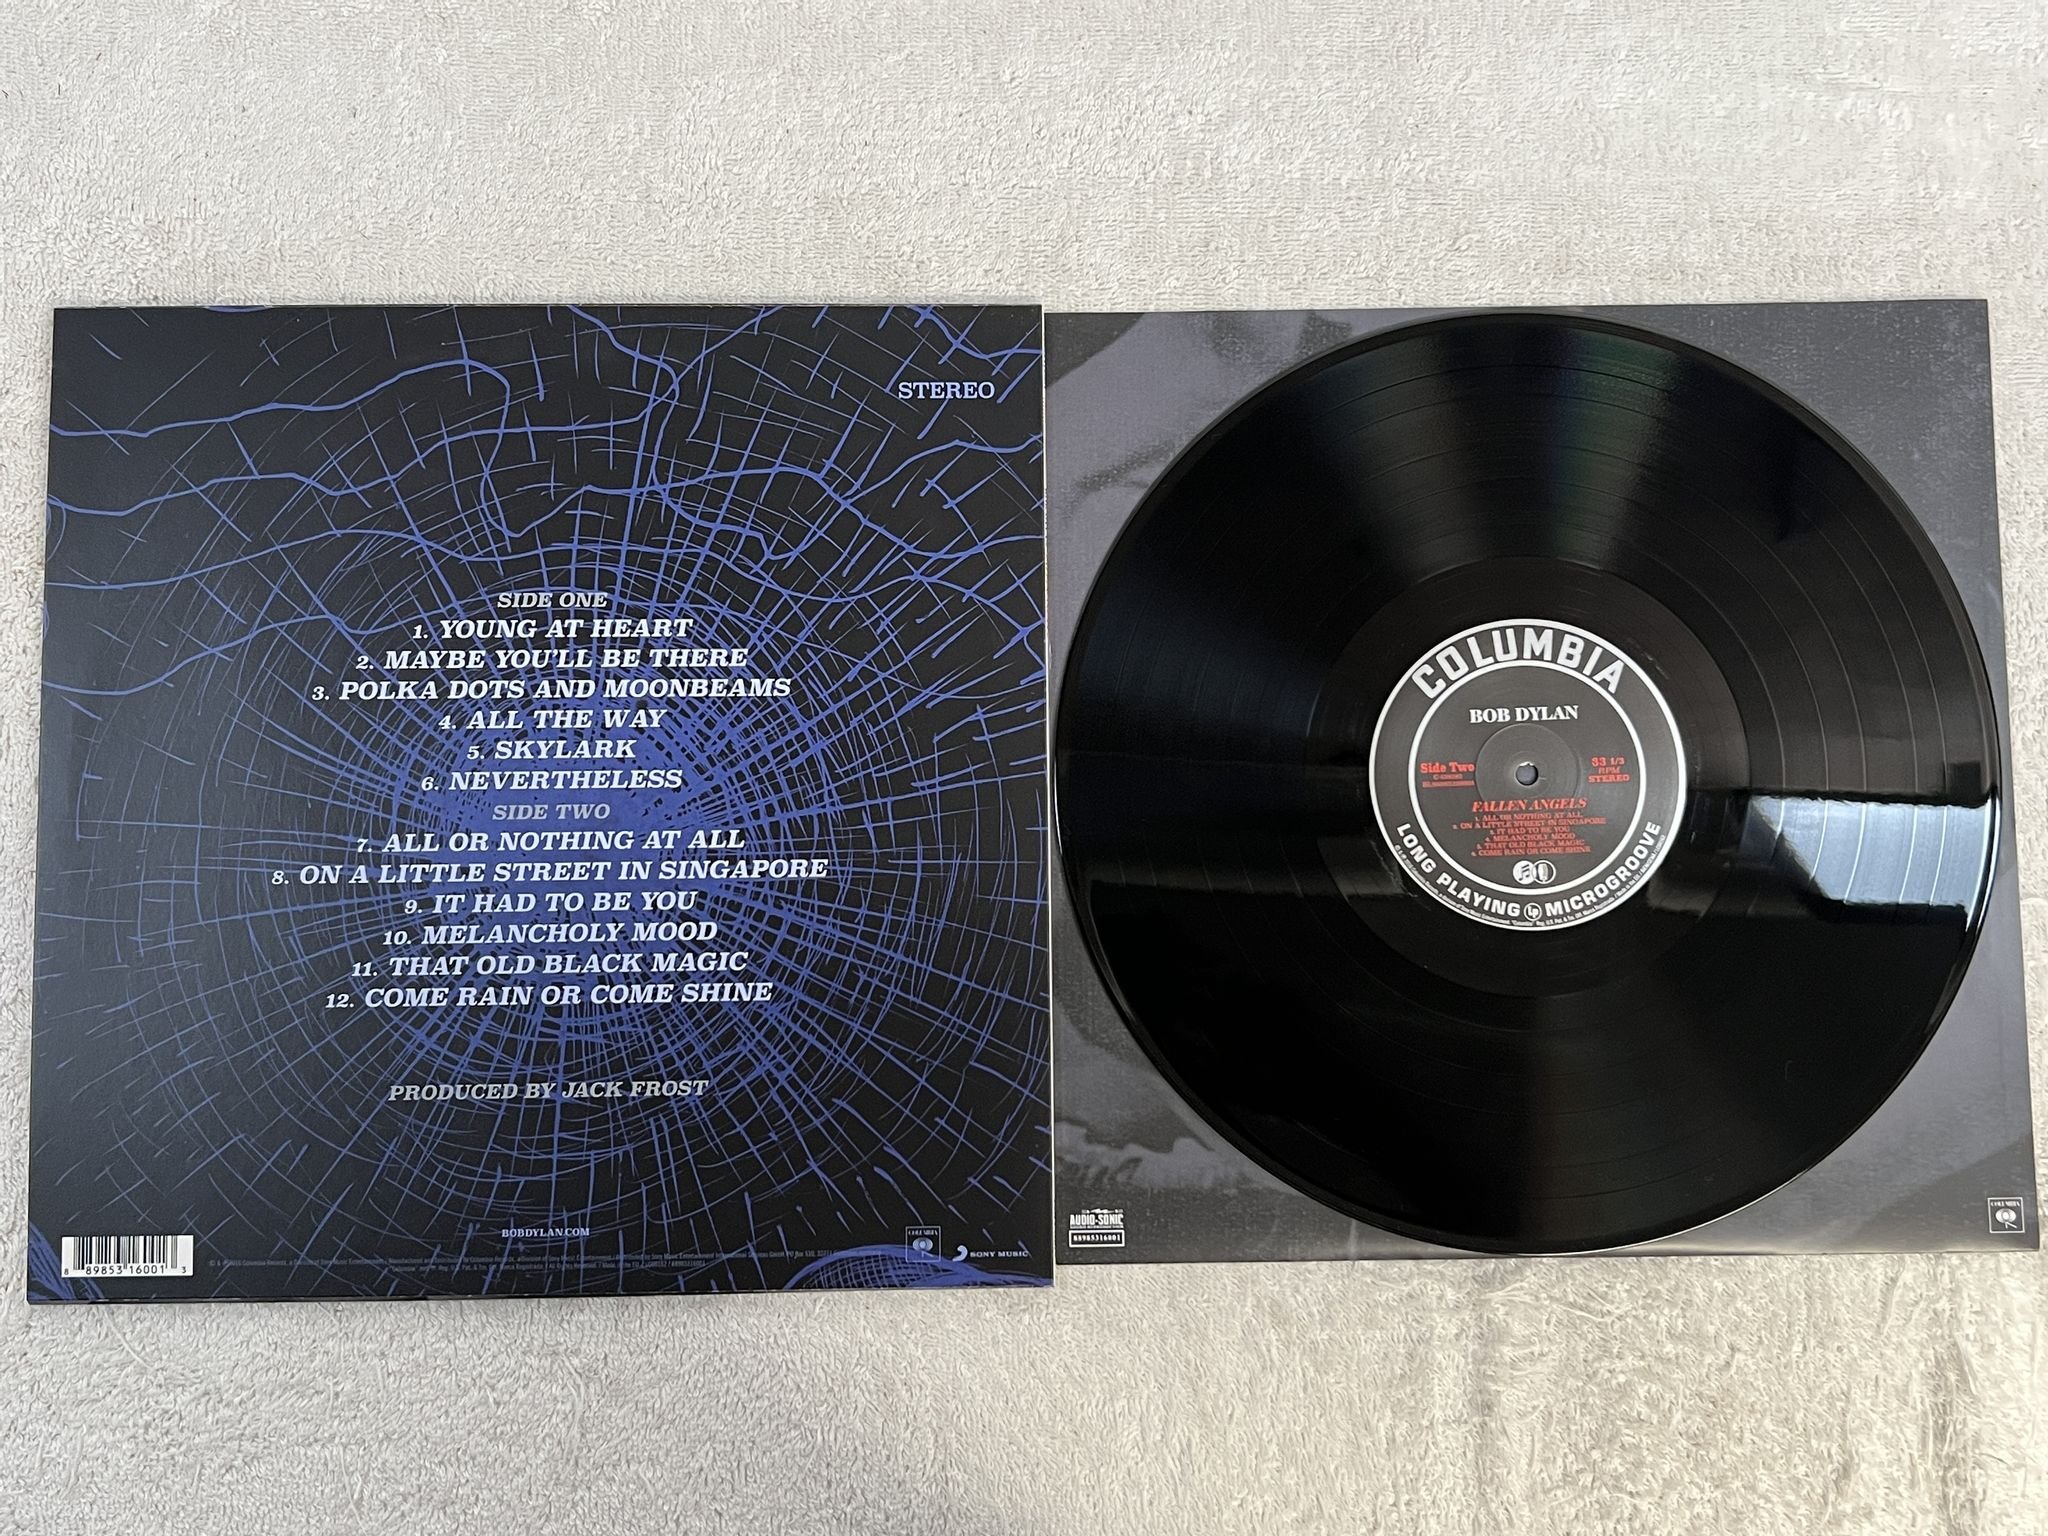 STEREO
SIDE ONE
1. YOUNG AT HEART
2. MAYBE YOU'LL BE THERE
3. POLKA DOTS AND MOONBEAMS
4. ALL THE WAY
5. SKYLARK
6. NEVERTHELESS
SIDE TWO
7. ALL OR NOTHING AT ALL
8. ON A LITTLE STREET IN SINGAPORE
9. IT HAD TO BE YOU
10. MELANCHOLY MOOD
11. THAT OLD BLACK MAGIC
12. COME RAIN OR COME SHINE
PRODUCED BY JACK FROST
BOBDYLAN.COM
8 89853 16001 3
COLUMBIA
SONY MUSIC
COLUMBIA
BOB DYLAN
Side Two
33 1/3
RPM
STEREO
FALLEN ANGELS
1. ALL OR NOTHING AT ALL
2. ON A LITTLE STREET IN SINGAPORE
3. IT HAD TO BE YOU
4. MELANCHOLY MOOD
5. THAT OLD BLACK MAGIC
6. COME RAIN OR COME SHINE
LONG PLAYING Lp MICROGROOVE
AUDIO-SONIC
88985316001
COLUMBIA